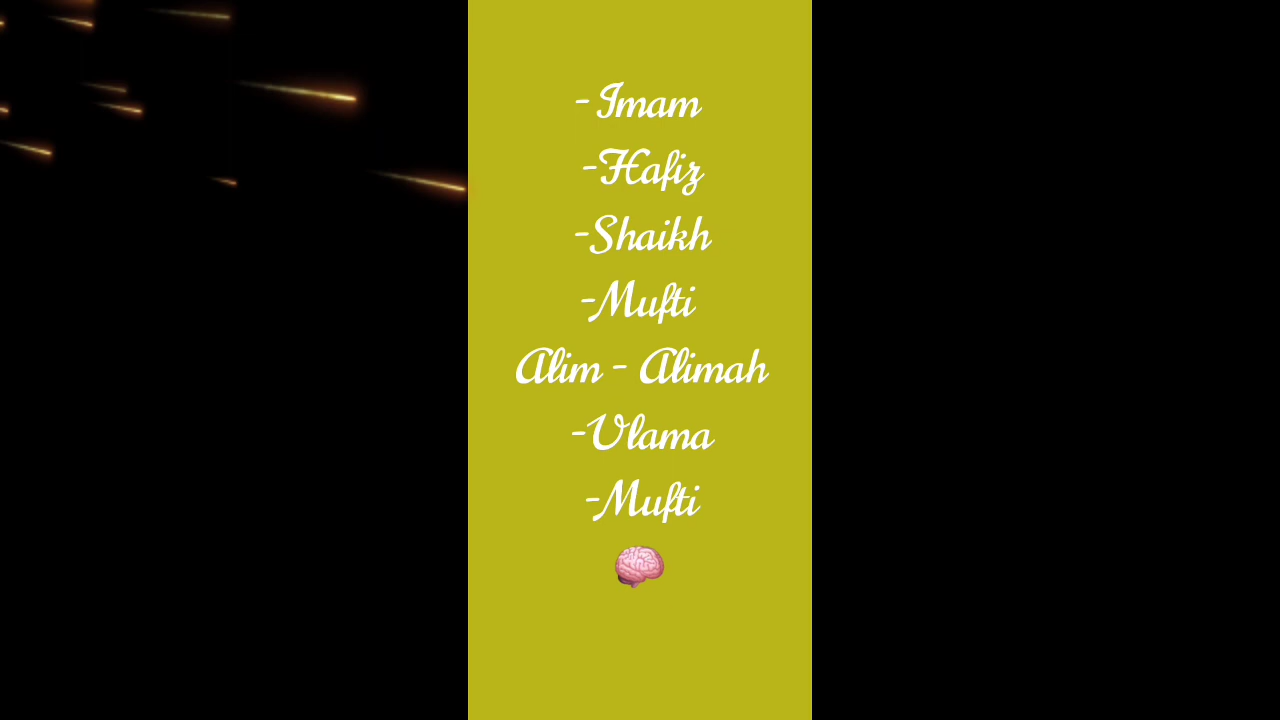 - Imam
-Hafiz
-Shaikh
-Mufti
Alim - Alimah
-Ulama
-Mufti
🧠